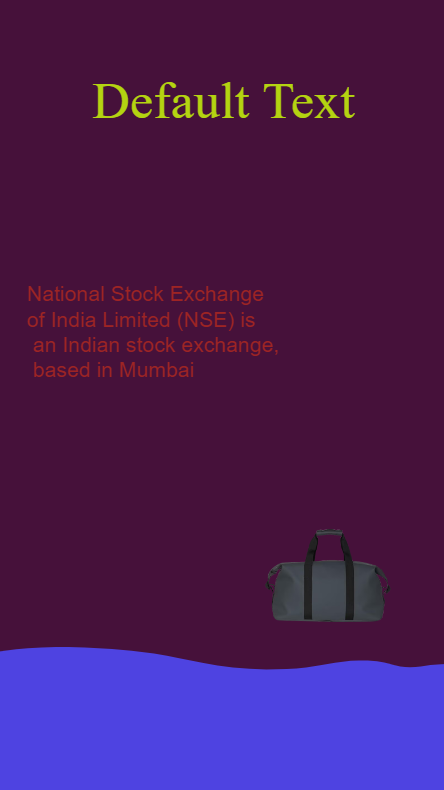 Default Text
National Stock Exchange
of India Limited (NSE) is
an Indian stock exchange,
based in Mumbai